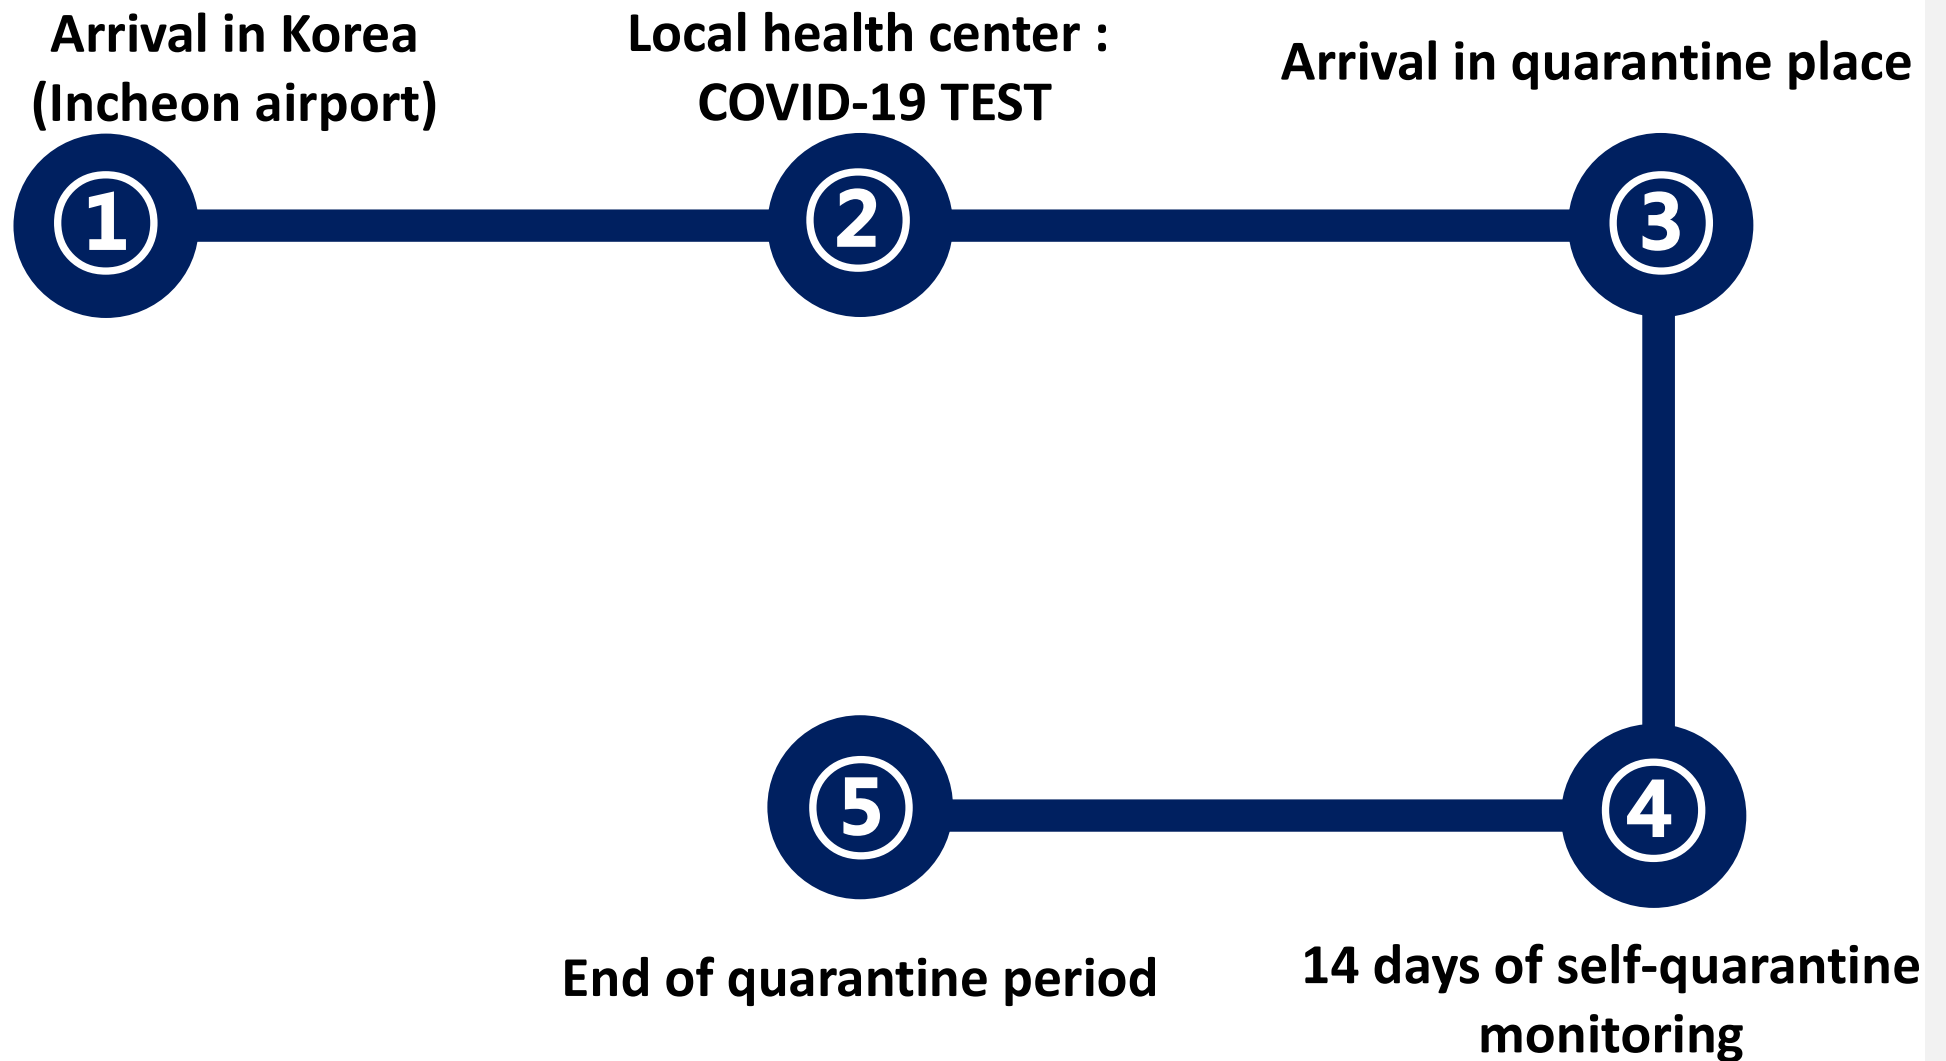 Arrival in Korea
(Incheon airport)
Local health center :
COVID-19 TEST
Arrival in quarantine place
①
②
③
④
⑤
14 days of self-quarantine
monitoring
End of quarantine period